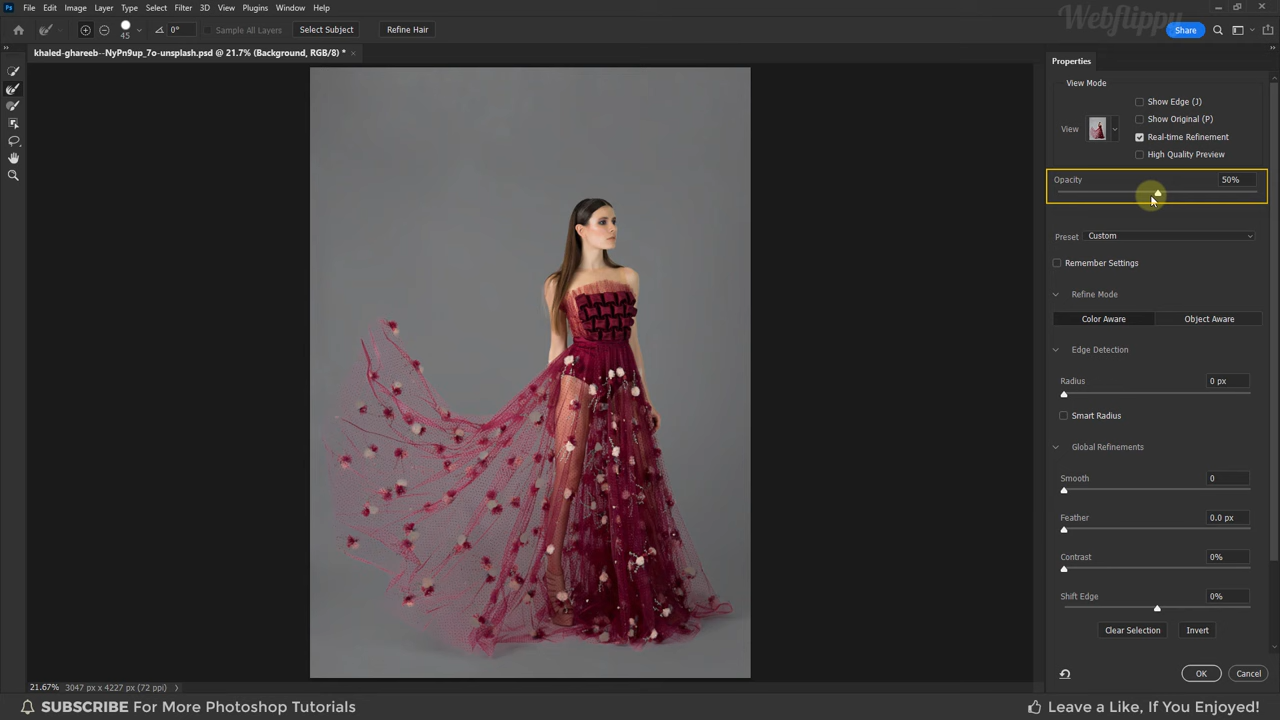 Ps File Edit Image Layer Type Select Filter 3D View Plugins Window Help
Webflippy
45 0° Sample All Layers Select Subject Refine Hair Share
khaled-ghareeb--NyPn9up_7o-unsplash.psd @ 21.7% (Background, RGB/8) *
Properties
View Mode
Show Edge (J)
Show Original (P)
View
Real-time Refinement
High Quality Preview
Opacity 50%
Preset Custom
Remember Settings
Refine Mode
Color Aware Object Aware
Edge Detection
Radius 0 px
Smart Radius
Global Refinements
Smooth 0
Feather 0.0 px
Contrast 0%
Shift Edge 0%
Clear Selection Invert
OK Cancel
21.67% 3047 px x 4227 px (72 ppi)
SUBSCRIBE For More Photoshop Tutorials
Leave a Like, If You Enjoyed!